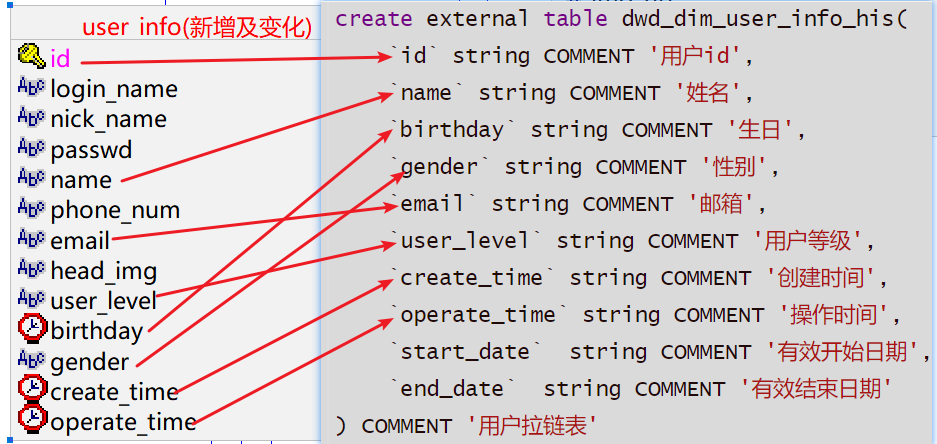 user_info(新增及变化)
id
login_name
nick_name
passwd
name
phone_num
email
head_img
user_level
birthday
gender
create_time
operate_time
create external table dwd_dim_user_info_his(
`id` string COMMENT '用户id',
`name` string COMMENT '姓名',
`birthday` string COMMENT '生日',
`gender` string COMMENT '性别',
`email` string COMMENT '邮箱',
`user_level` string COMMENT '用户等级',
`create_time` string COMMENT '创建时间',
`operate_time` string COMMENT '操作时间',
`start_date`  string COMMENT '有效开始日期',
`end_date`  string COMMENT '有效结束日期'
) COMMENT '用户拉链表'